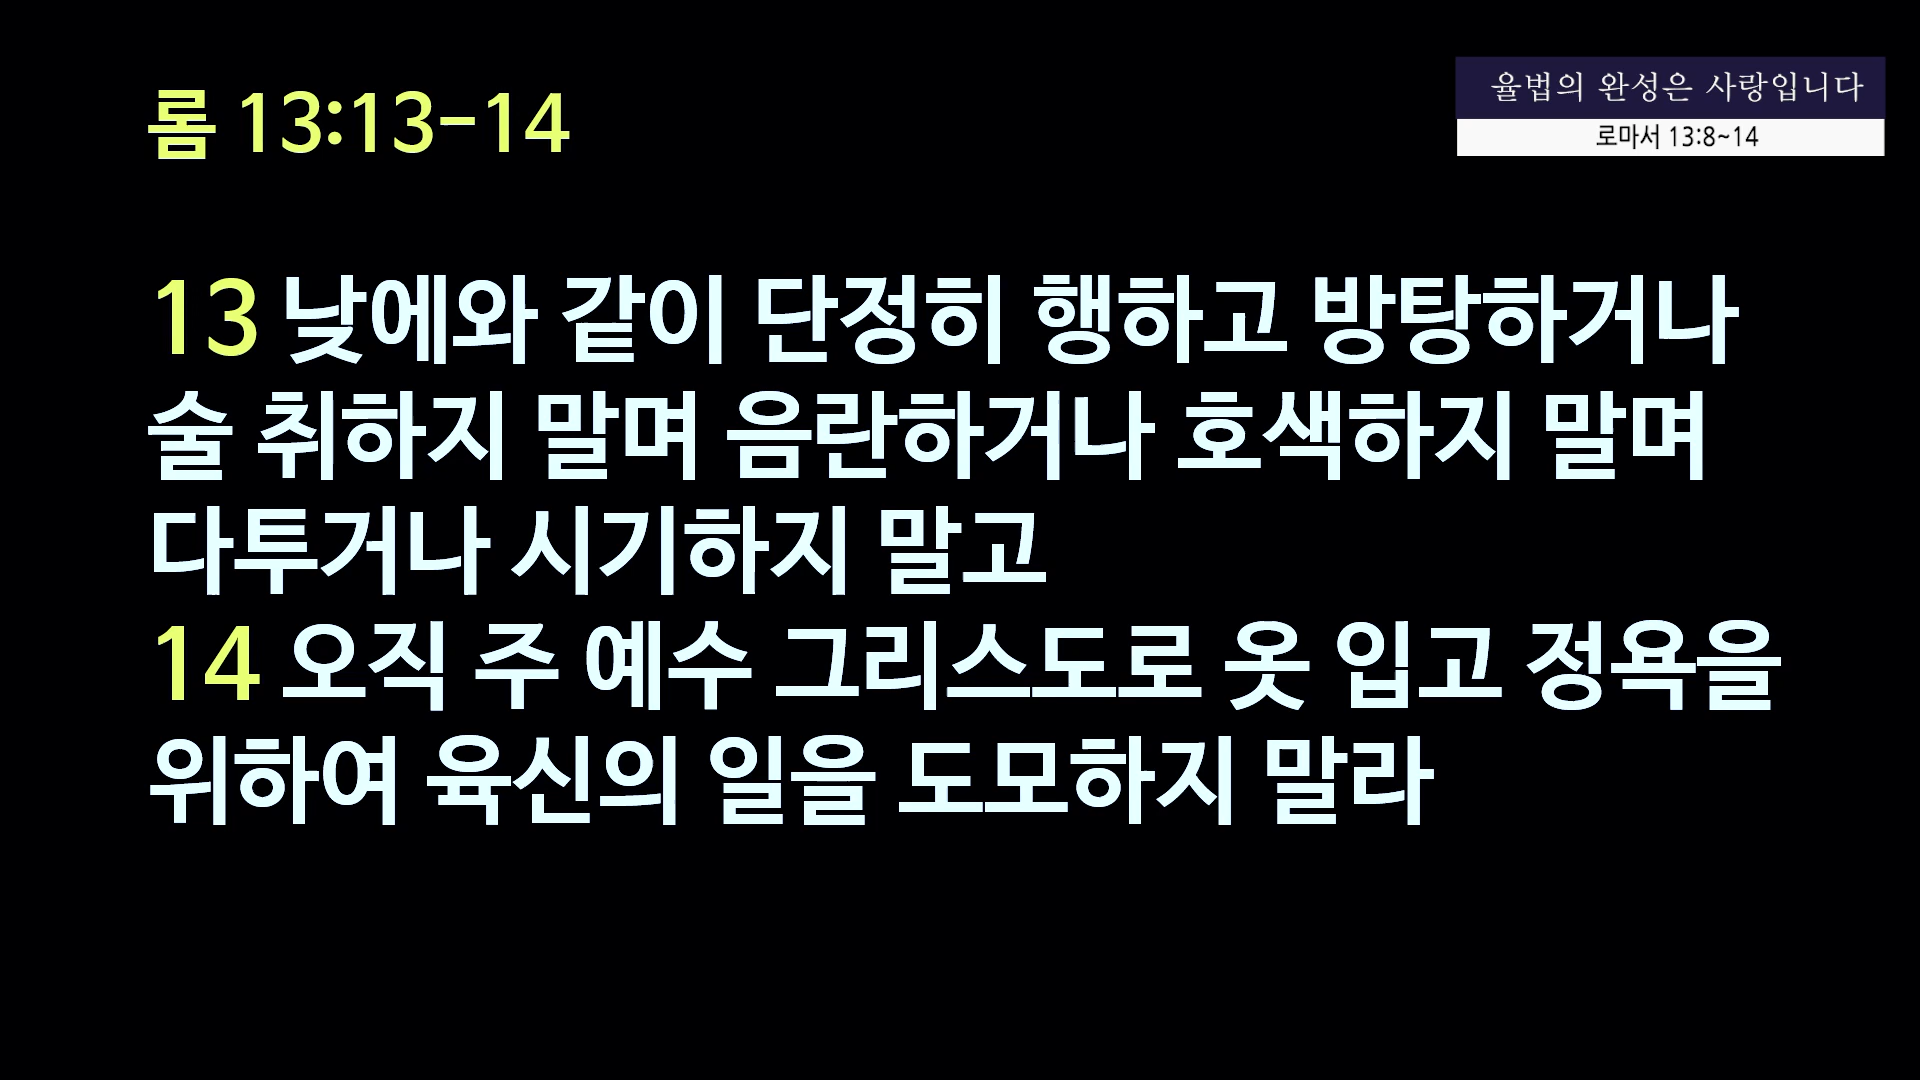 롬 13:13-14
율법의 완성은 사랑입니다
로마서 13:8~14
13 낮에와 같이 단정히 행하고 방탕하거나
술 취하지 말며 음란하거나 호색하지 말며
다투거나 시기하지 말고
14 오직 주 예수 그리스도로 옷 입고 정욕을
위하여 육신의 일을 도모하지 말라